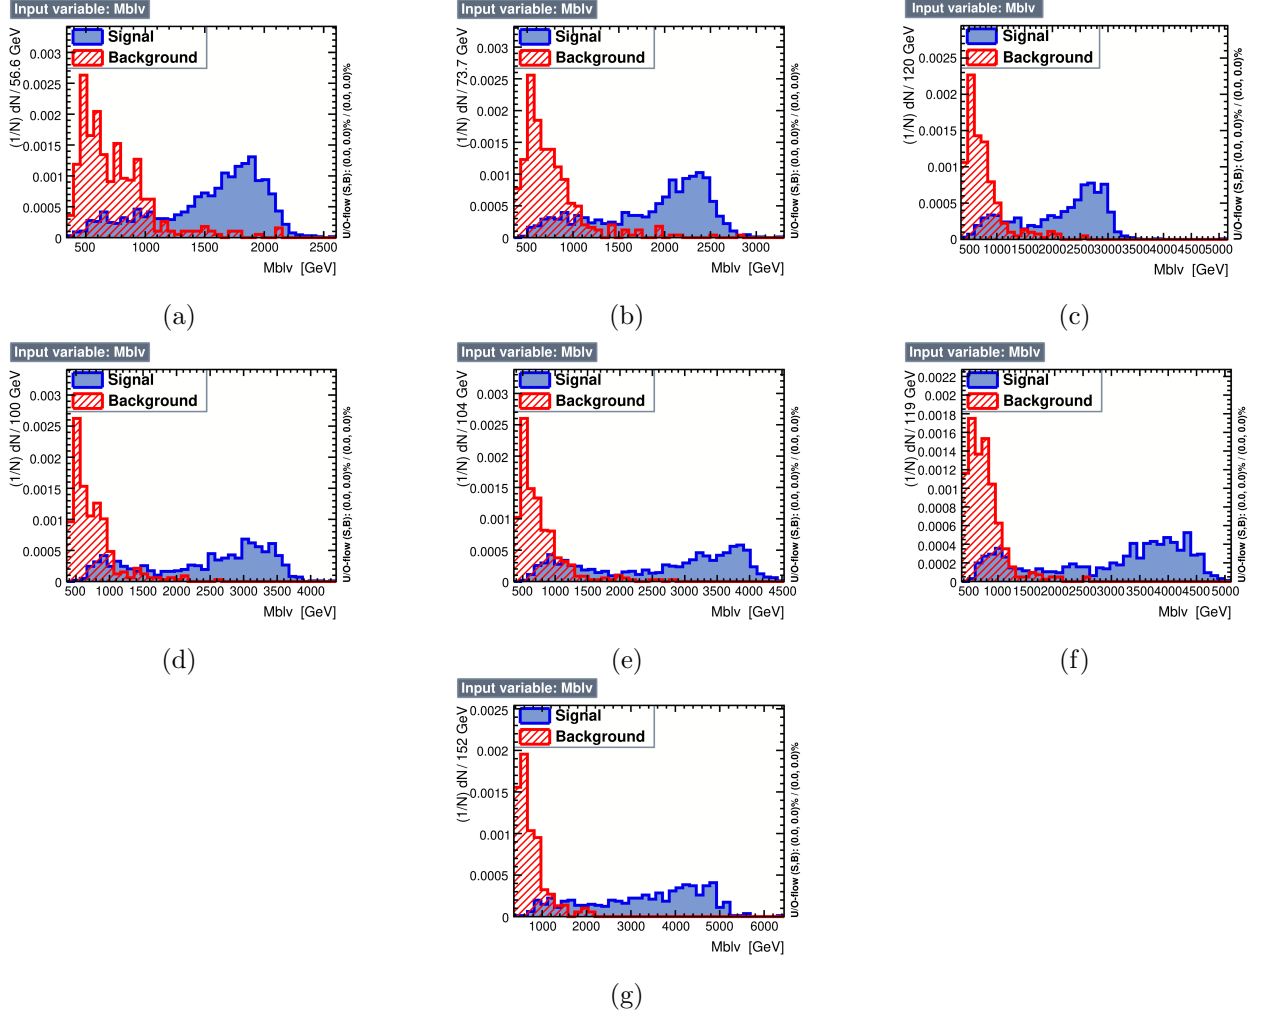 Input variable: Mblv
Signal
Background
(1/N) dN / 56.6 GeV
0.003
0.0025
0.002
0.0015
0.001
0.0005
0
500 1000 1500 2000 2500
Mblv [GeV]
U/O-flow (S,B): (0.0, 0.0)% / (0.0, 0.0)%
(a)
Input variable: Mblv
Signal
Background
(1/N) dN / 73.7 GeV
0.003
0.0025
0.002
0.0015
0.001
0.0005
0
500 1000 1500 2000 2500 3000
Mblv [GeV]
U/O-flow (S,B): (0.0, 0.0)% / (0.0, 0.0)%
(b)
Input variable: Mblv
Signal
Background
(1/N) dN / 120 GeV
0.0025
0.002
0.0015
0.001
0.0005
0
500 1000 1500 2000 2500 3000 3500 4000 4500 5000
Mblv [GeV]
U/O-flow (S,B): (0.0, 0.0)% / (0.0, 0.0)%
(c)
Input variable: Mblv
Signal
Background
(1/N) dN / 100 GeV
0.003
0.0025
0.002
0.0015
0.001
0.0005
0
500 1000 1500 2000 2500 3000 3500 4000
Mblv [GeV]
U/O-flow (S,B): (0.0, 0.0)% / (0.0, 0.0)%
(d)
Input variable: Mblv
Signal
Background
(1/N) dN / 104 GeV
0.003
0.0025
0.002
0.0015
0.001
0.0005
0
500 1000 1500 2000 2500 3000 3500 4000 4500
Mblv [GeV]
U/O-flow (S,B): (0.0, 0.0)% / (0.0, 0.0)%
(e)
Input variable: Mblv
Signal
Background
(1/N) dN / 119 GeV
0.0022
0.002
0.0018
0.0016
0.0014
0.0012
0.001
0.0008
0.0006
0.0004
0.0002
0
500 1000 1500 2000 2500 3000 3500 4000 4500 5000
Mblv [GeV]
U/O-flow (S,B): (0.0, 0.0)% / (0.0, 0.0)%
(f)
Input variable: Mblv
Signal
Background
(1/N) dN / 152 GeV
0.0025
0.002
0.0015
0.001
0.0005
0
1000 2000 3000 4000 5000 6000
Mblv [GeV]
U/O-flow (S,B): (0.0, 0.0)% / (0.0, 0.0)%
(g)